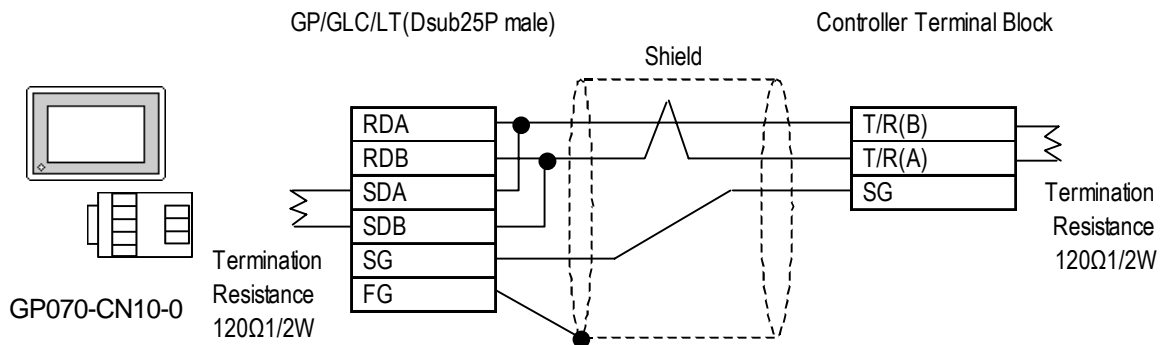 GP/GLC/LT(Dsub25P male)
Controller Terminal Block
Shield
RDA
RDB
SDA
SDB
SG
FG
T/R(B)
T/R(A)
SG
Termination
Resistance
120Ω1/2W
Termination
Resistance
120Ω1/2W
GP070-CN10-0